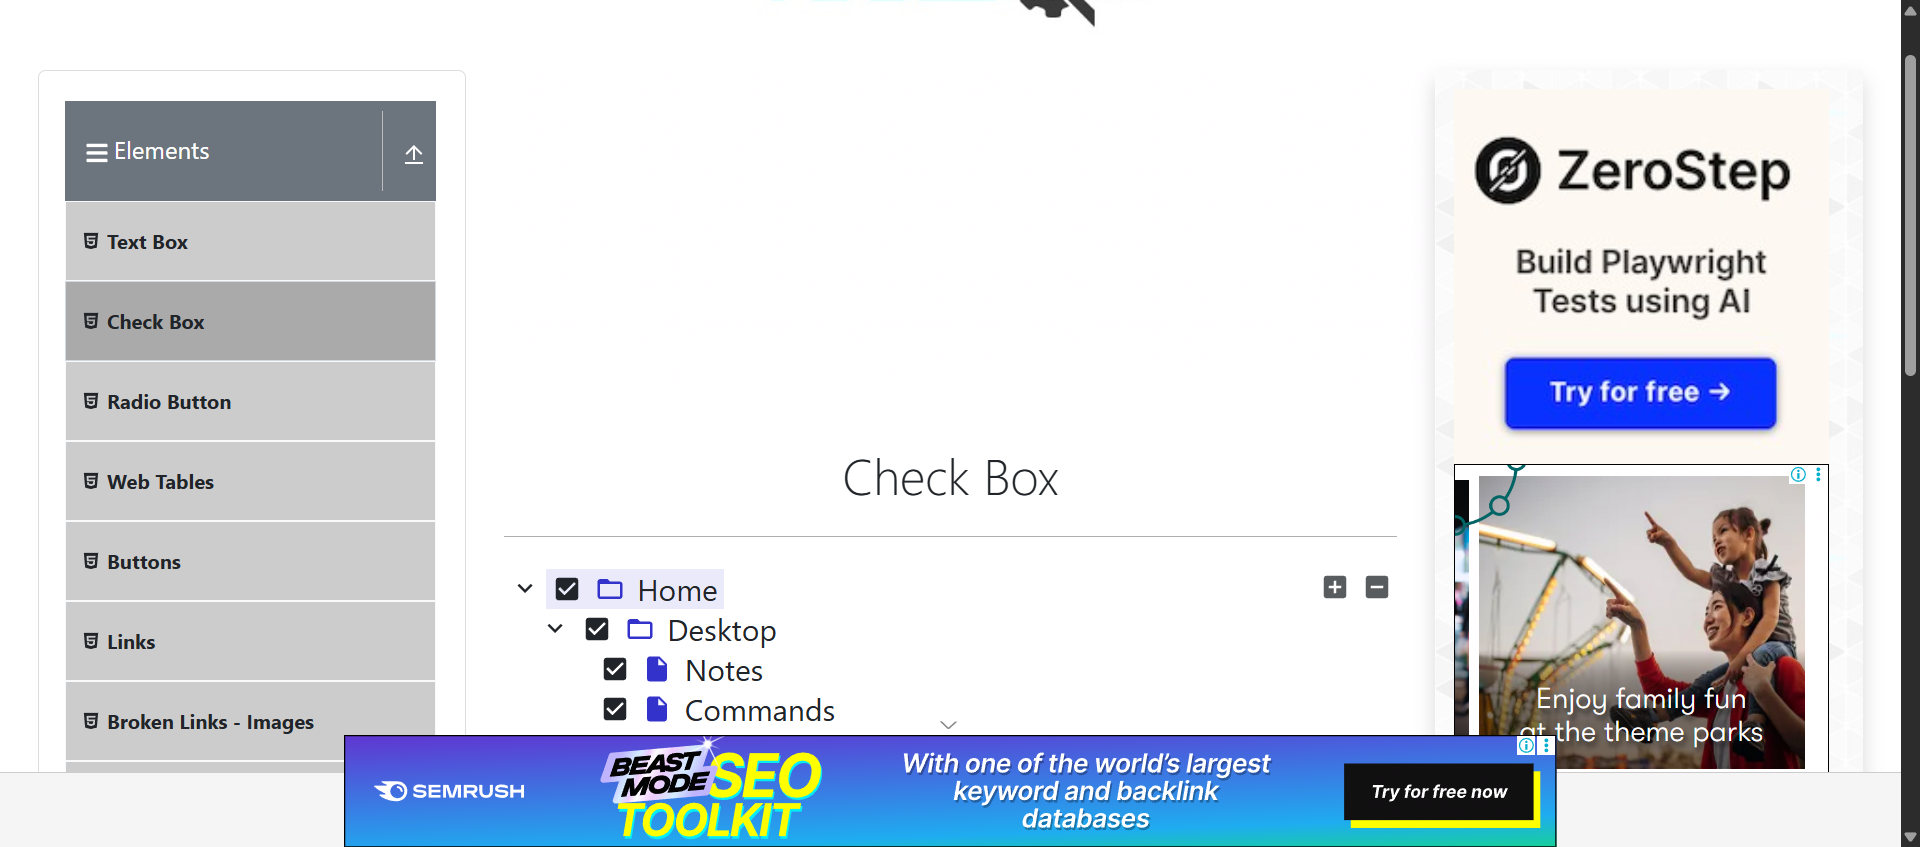 Elements
Text Box
Check Box
Radio Button
Web Tables
Buttons
Links
Broken Links - Images
Check Box
Home
Desktop
Notes
Commands
ZeroStep
Build Playwright
Tests using AI
Try for free →
Enjoy family fun
at the theme parks
SEMRUSH
BEAST
MODE
SEO
TOOLKIT
With one of the world's largest
keyword and backlink
databases
Try for free now